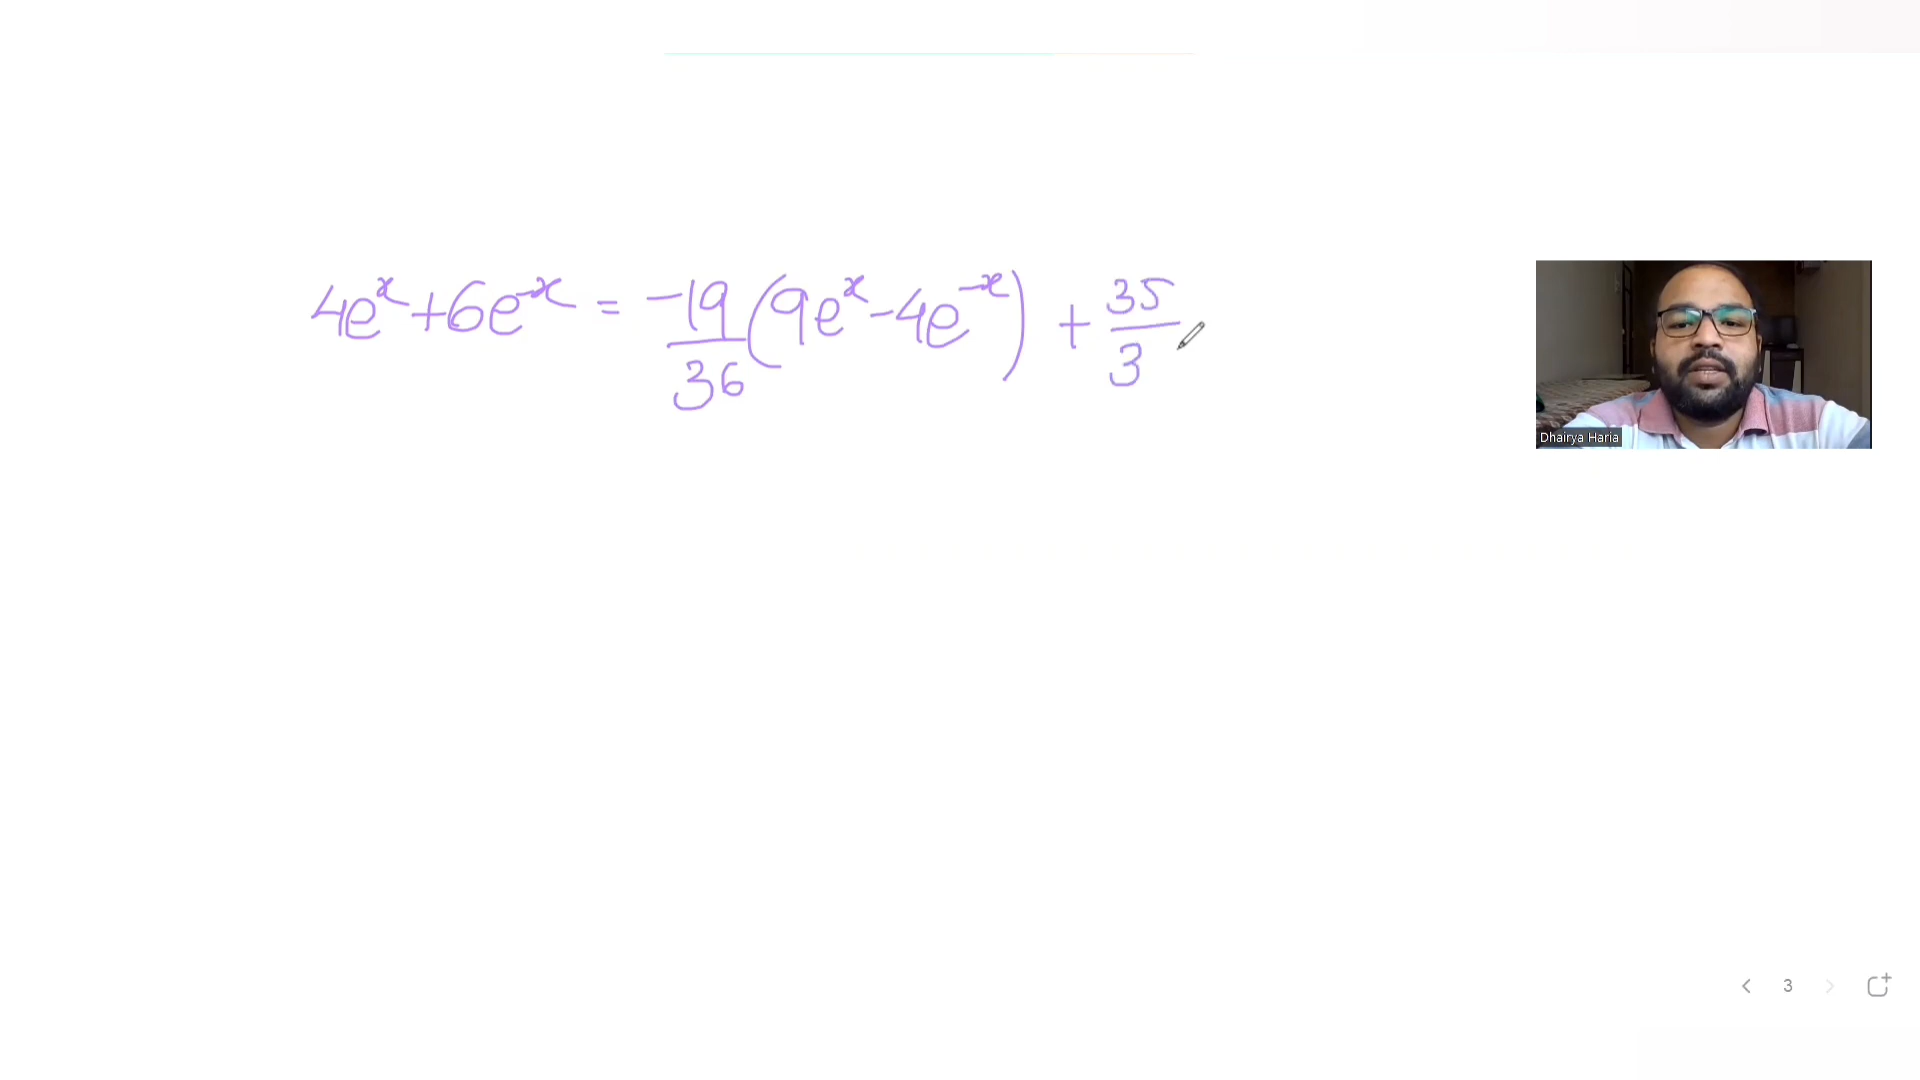 4e^x + 6e^-x = -19/36 (9e^x - 4e^-x) + 35/3
Dhairya Haria
3